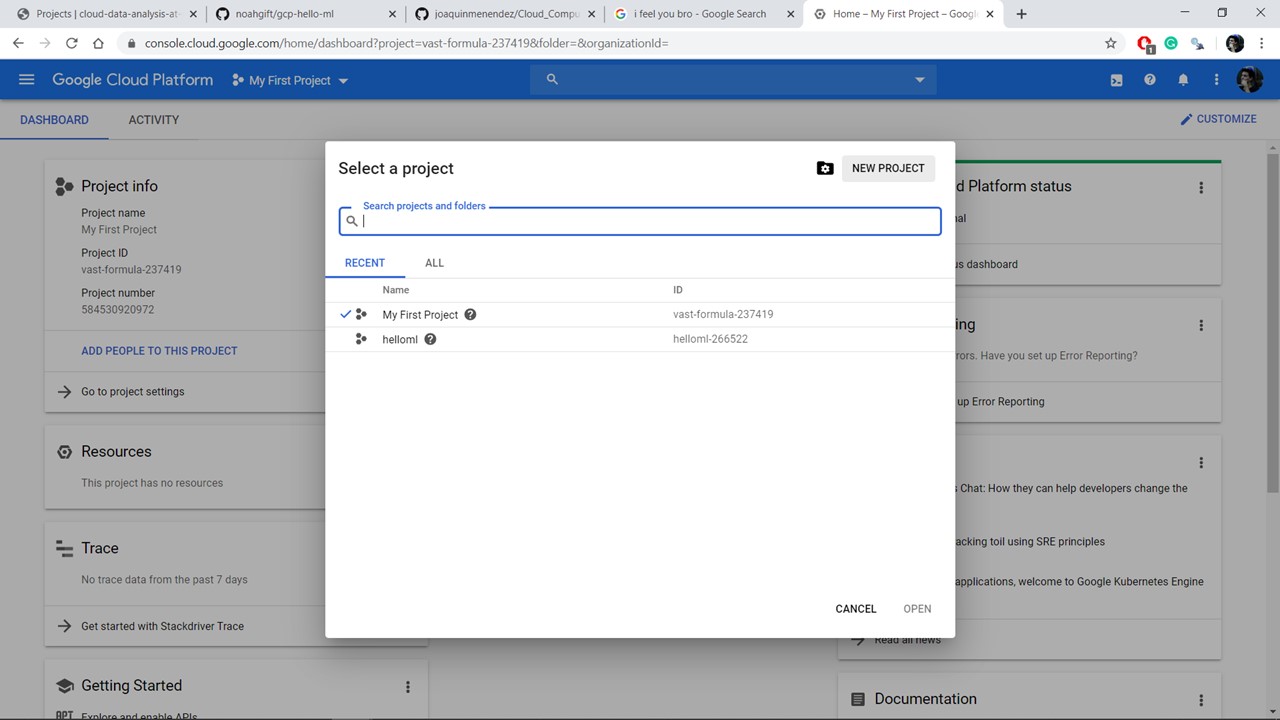 Projects | cloud-data-analysis-at-
noahgift/gcp-hello-ml
joaquinmenendez/Cloud_Compu
i feel you bro - Google Search
Home – My First Project – Google
console.cloud.google.com/home/dashboard?project=vast-formula-237419&folder=&organizationId=
1
Google Cloud Platform
My First Project
DASHBOARD
ACTIVITY
CUSTOMIZE
Select a project
NEW PROJECT
Search projects and folders
RECENT
ALL
Name
ID
My First Project
vast-formula-237419
helloml
helloml-266522
CANCEL
OPEN
Project info
Project name
My First Project
Project ID
vast-formula-237419
Project number
584530920972
ADD PEOPLE TO THIS PROJECT
Go to project settings
Resources
This project has no resources
Trace
No trace data from the past 7 days
Get started with Stackdriver Trace
Getting Started
API
Explore and enable APIs
d Platform status
nal
us dashboard
ing
rors. Have you set up Error Reporting?
up Error Reporting
s Chat: How they can help developers change the
acking toil using SRE principles
applications, welcome to Google Kubernetes Engine
Read all news
Documentation